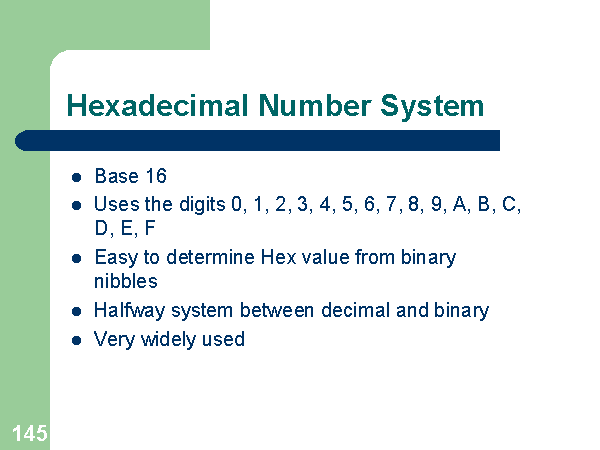 Hexadecimal Number System
Base 16
Uses the digits 0, 1, 2, 3, 4, 5, 6, 7, 8, 9, A, B, C,
D, E, F
Easy to determine Hex value from binary
nibbles
Halfway system between decimal and binary
Very widely used
145